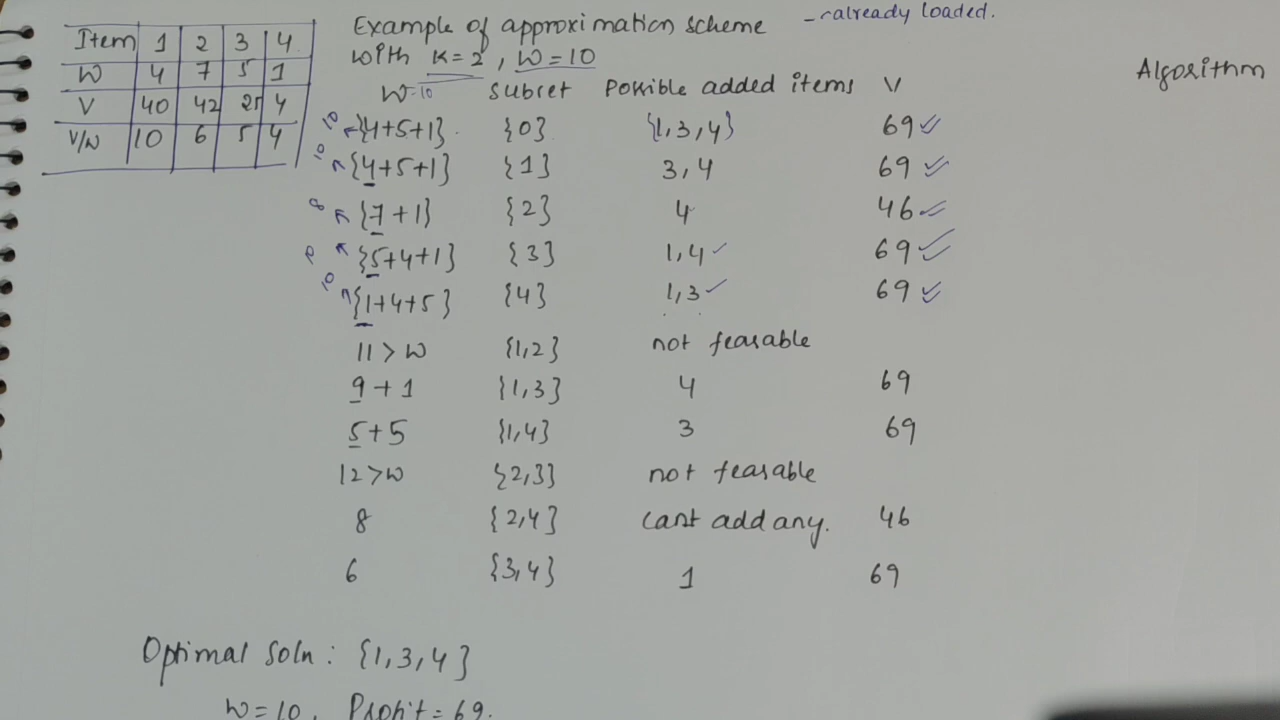 Example of approximation scheme - already loaded.
with k=2, W=10
Algorithm
Item 1 2 3 4
W 4 7 5 1
V 40 42 25 4
V/W 10 6 5 4
W=10 Subset Possible added items V
10 {4+5+1} {0} {1,3,4} 69 ✓
10 {4+5+1} {1} 3,4 69 ✓
8 {7+1} {2} 4 46 ✓
{5+4+1} {3} 1,4 ✓ 69 ✓
10 {1+4+5} {4} 1,3 ✓ 69 ✓
11>W {1,2} not feasable
9+1 {1,3} 4 69
5+5 {1,4} 3 69
12>W {2,3} not feasable
8 {2,4} cant add any. 46
6 {3,4} 1 69
Optimal Soln: {1,3,4}
W=10, Profit=69.